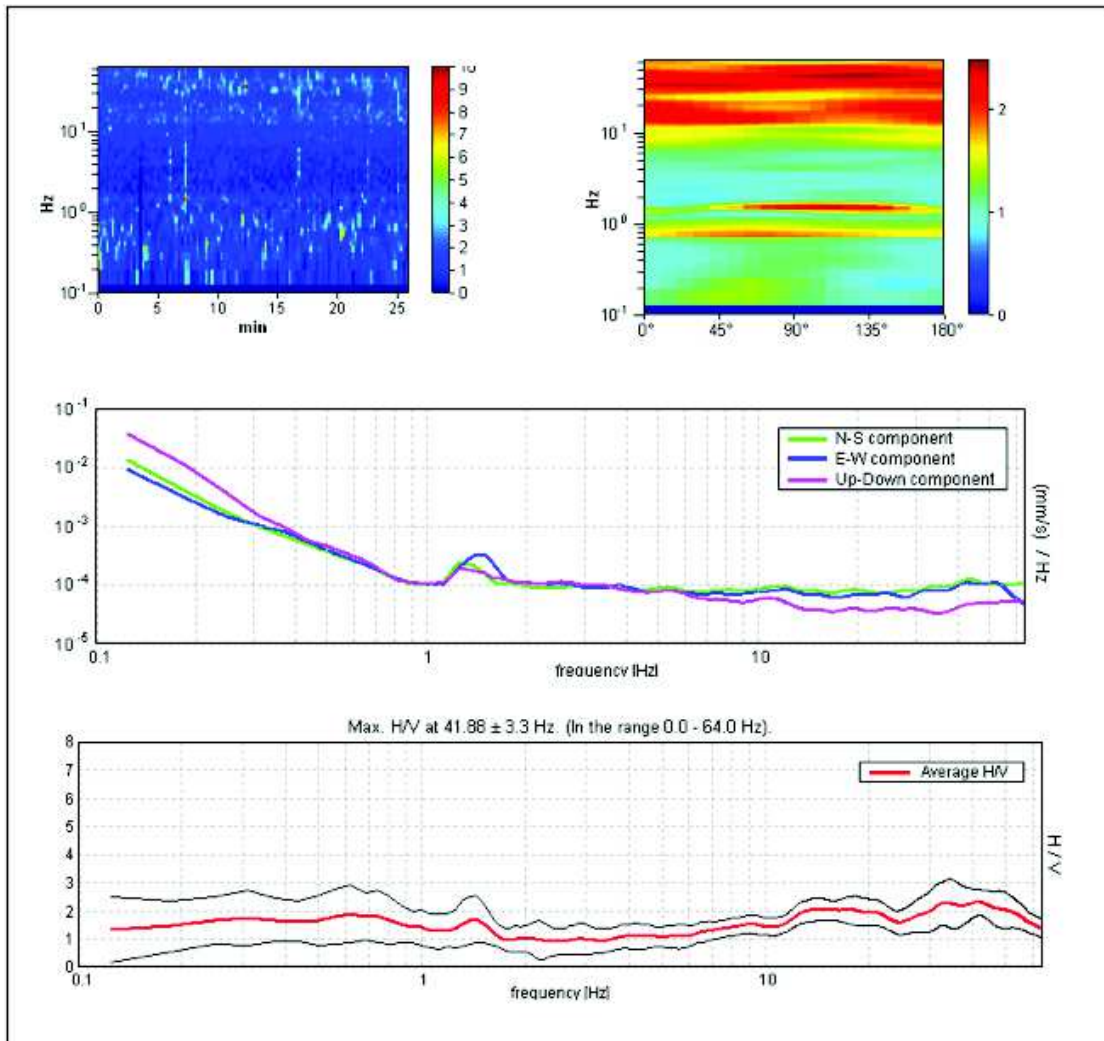 10
9
8
7
6
5
4
3
2
1
0
Hz
10¹
10⁰
10⁻¹
0 5 10 15 20 25
min
2
1
0
Hz
10¹
10⁰
10⁻¹
0° 45° 90° 135° 180°
10⁻¹
10⁻²
10⁻³
10⁻⁴
10⁻⁵
N-S component
E-W component
Up-Down component
(mm/s) / Hz
0.1 1 10
frequency [Hz]
Max. H/V at 41.88 ± 3.3 Hz. (In the range 0.0 - 64.0 Hz).
8
7
6
5
4
3
2
1
0
Average H/V
H / V
0.1 1 10
frequency [Hz]